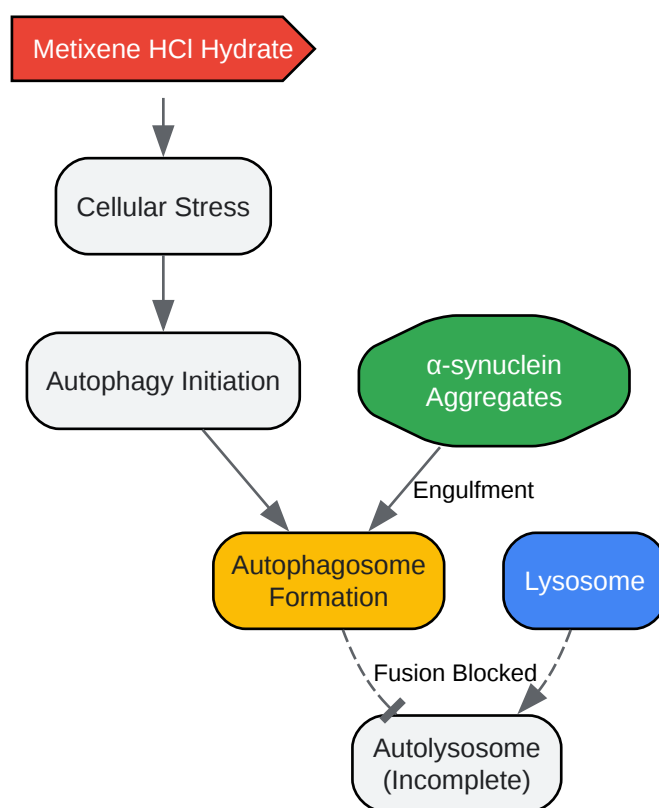 Metixene HCl Hydrate
Cellular Stress
Autophagy Initiation
α-synuclein
Aggregates
Engulfment
Autophagosome
Formation
Lysosome
Fusion Blocked
Autolysosome
(Incomplete)